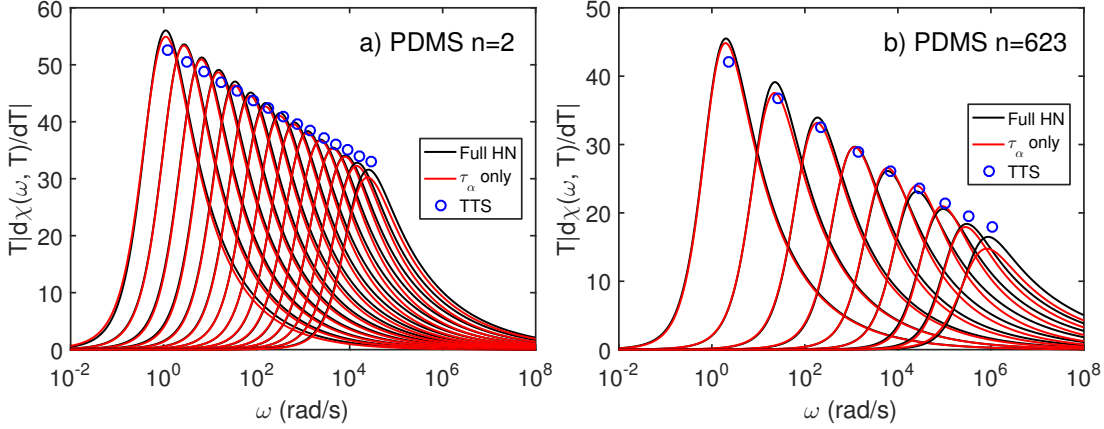 a) PDMS n=2
T|dχ(ω, T)/dT|
60
50
40
30
20
10
0
Full HN
τα only
TTS
10-2 100 102 104 106 108
ω (rad/s)
b) PDMS n=623
T|dχ(ω, T)/dT|
50
40
30
20
10
0
Full HN
τα only
TTS
10-2 100 102 104 106 108
ω (rad/s)